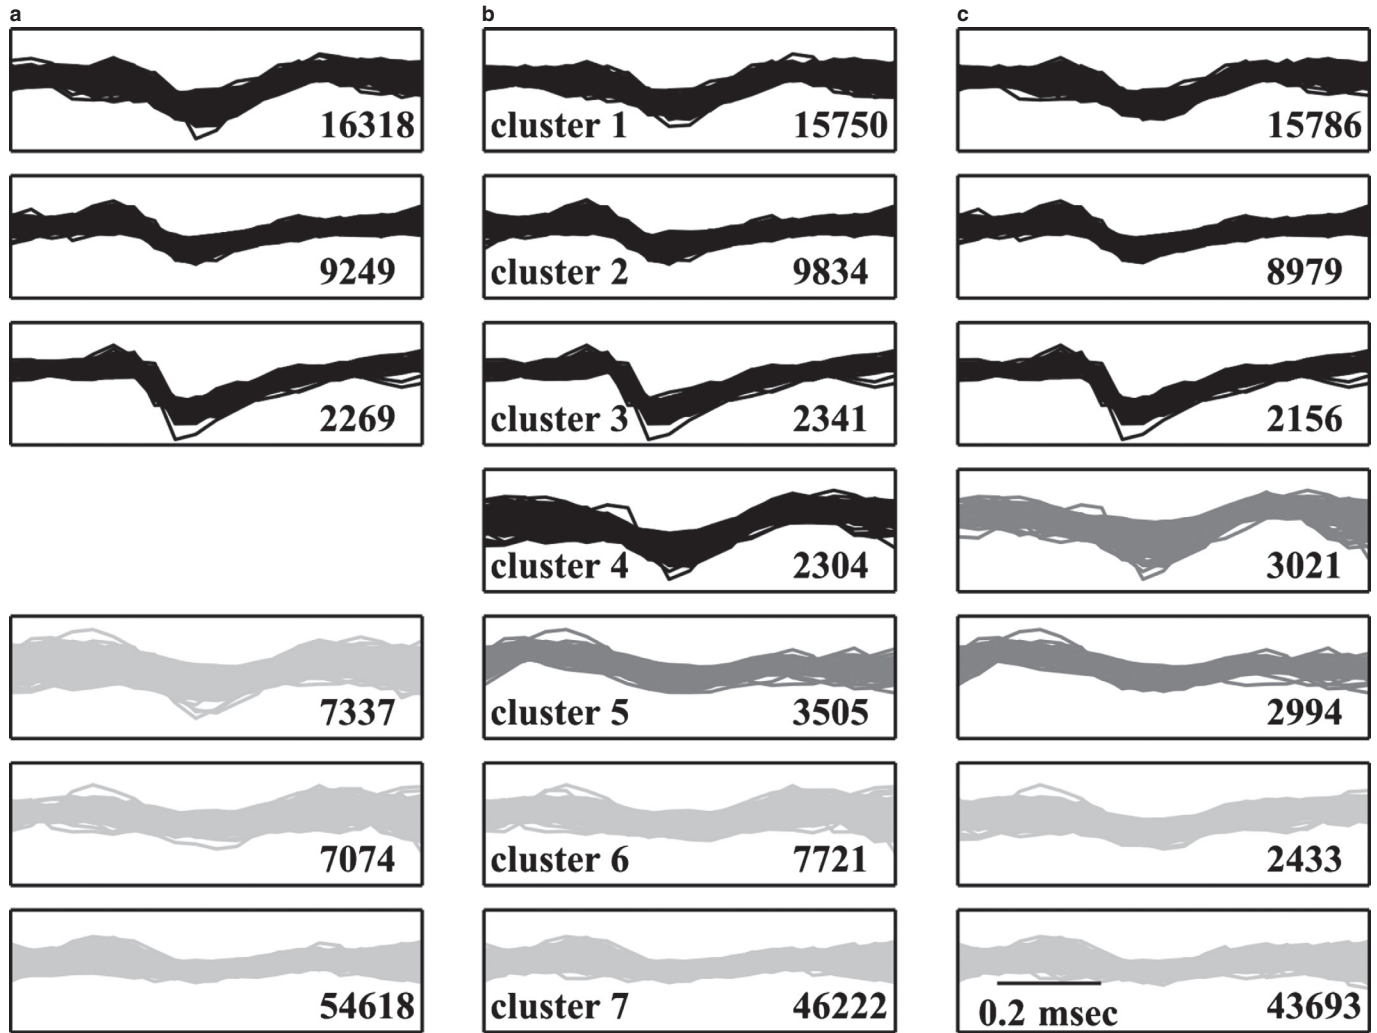 a b c
16318 cluster 1 15750 15786
9249 cluster 2 9834 8979
2269 cluster 3 2341 2156
cluster 4 2304 3021
7337 cluster 5 3505 2994
7074 cluster 6 7721 2433
54618 cluster 7 46222 0.2 msec 43693